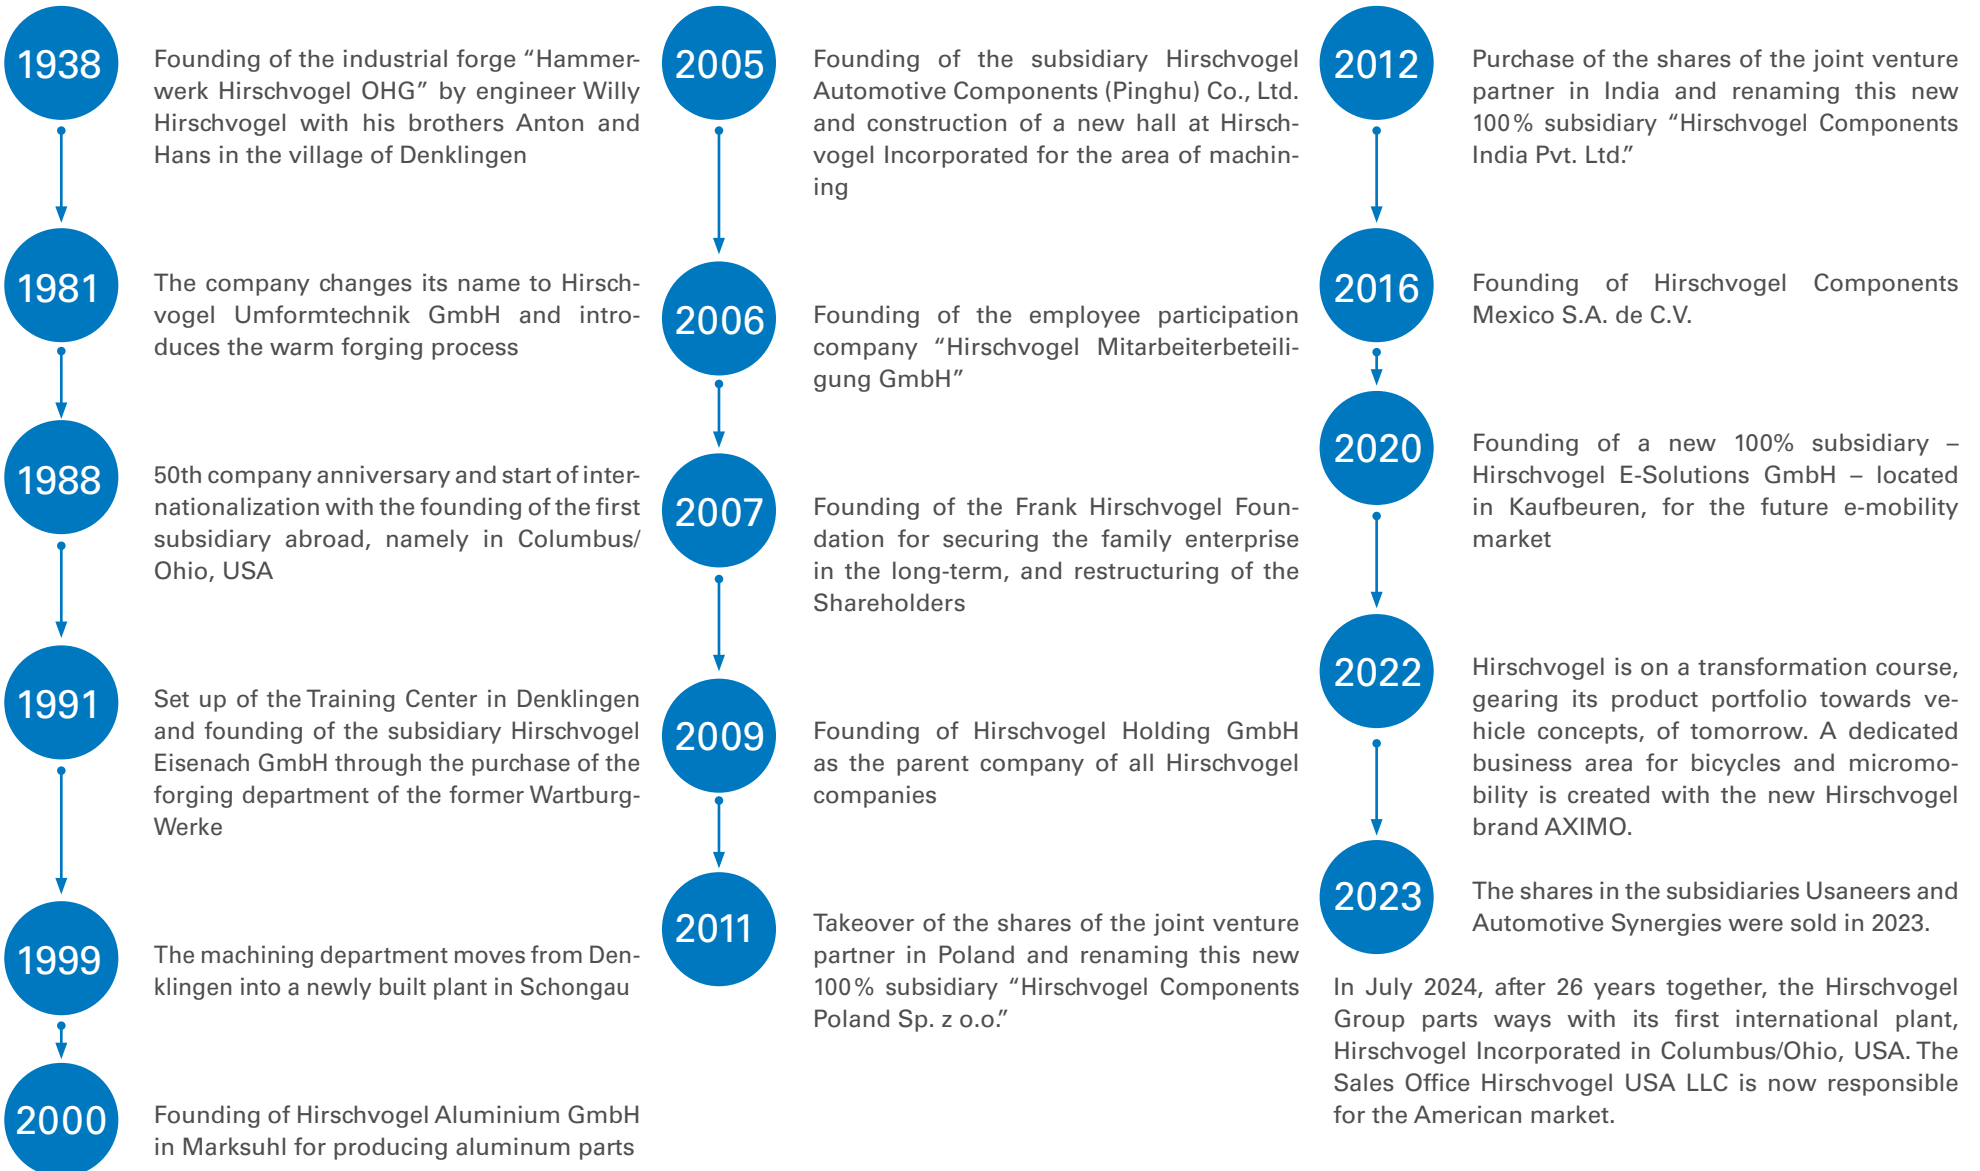 1938
Founding of the industrial forge “Hammer-
werk Hirschvogel OHG” by engineer Willy
Hirschvogel with his brothers Anton and
Hans in the village of Denklingen
1981
The company changes its name to Hirsch-
vogel Umformtechnik GmbH and intro-
duces the warm forging process
1988
50th company anniversary and start of inter-
nationalization with the founding of the first
subsidiary abroad, namely in Columbus/
Ohio, USA
1991
Set up of the Training Center in Denklingen
and founding of the subsidiary Hirschvogel
Eisenach GmbH through the purchase of the
forging department of the former Wartburg-
Werke
1999
The machining department moves from Den-
klingen into a newly built plant in Schongau
2000
Founding of Hirschvogel Aluminium GmbH
in Marksuhl for producing aluminum parts
2005
Founding of the subsidiary Hirschvogel
Automotive Components (Pinghu) Co., Ltd.
and construction of a new hall at Hirsch-
vogel Incorporated for the area of machin-
ing
2006
Founding of the employee participation
company “Hirschvogel Mitarbeiterbeteili-
gung GmbH”
2007
Founding of the Frank Hirschvogel Foun-
dation for securing the family enterprise
in the long-term, and restructuring of the
Shareholders
2009
Founding of Hirschvogel Holding GmbH
as the parent company of all Hirschvogel
companies
2011
Takeover of the shares of the joint venture
partner in Poland and renaming this new
100 % subsidiary “Hirschvogel Components
Poland Sp. z o.o.”
2012
Purchase of the shares of the joint venture
partner in India and renaming this new
100 % subsidiary “Hirschvogel Components
India Pvt. Ltd.”
2016
Founding of Hirschvogel Components
Mexico S.A. de C.V.
2020
Founding of a new 100% subsidiary –
Hirschvogel E-Solutions GmbH – located
in Kaufbeuren, for the future e-mobility
market
2022
Hirschvogel is on a transformation course,
gearing its product portfolio towards ve-
hicle concepts, of tomorrow. A dedicated
business area for bicycles and micromo-
bility is created with the new Hirschvogel
brand AXIMO.
2023
The shares in the subsidiaries Usaneers and
Automotive Synergies were sold in 2023.
In July 2024, after 26 years together, the Hirschvogel
Group parts ways with its first international plant,
Hirschvogel Incorporated in Columbus/Ohio, USA. The
Sales Office Hirschvogel USA LLC is now responsible
for the American market.